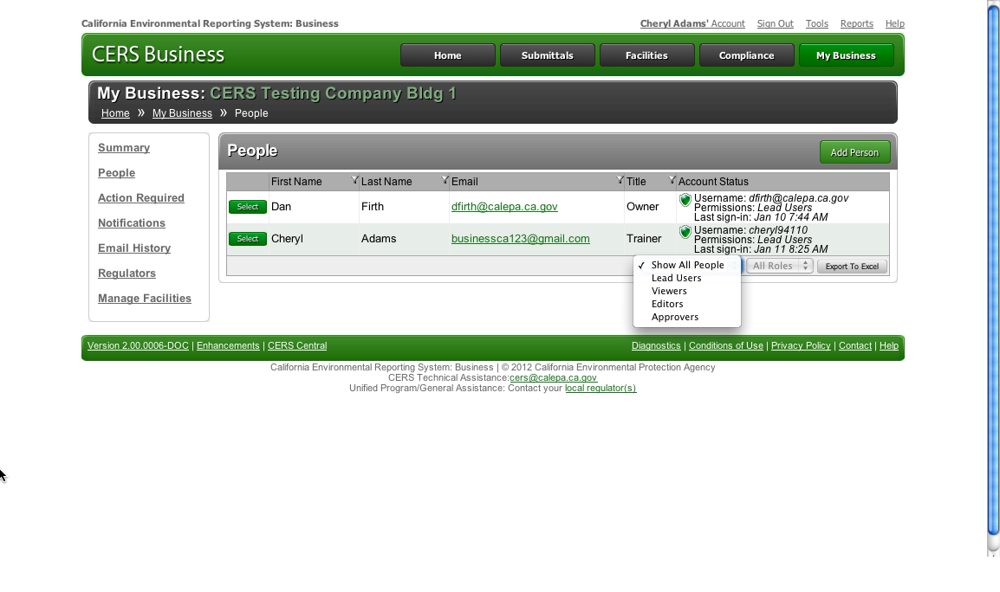 California Environmental Reporting System: Business
Cheryl Adams' Account Sign Out Tools Reports Help
CERS Business
Home Submittals Facilities Compliance My Business
My Business: CERS Testing Company Bldg 1
Home » My Business » People
Summary
People
Action Required
Notifications
Email History
Regulators
Manage Facilities
People
Add Person
First Name Last Name Email Title Account Status
Select Dan Firth dfirth@calepa.ca.gov Owner
Username: dfirth@calepa.ca.gov
Permissions: Lead Users
Last sign-in: Jan 10 7:44 AM
Select Cheryl Adams businessca123@gmail.com Trainer
Username: cheryl94110
Permissions: Lead Users
Last sign-in: Jan 11 8:25 AM
✓ Show All People
Lead Users
Viewers
Editors
Approvers
All Roles Export To Excel
Version 2.00.0006-DOC | Enhancements | CERS Central
Diagnostics | Conditions of Use | Privacy Policy | Contact | Help
California Environmental Reporting System: Business | © 2012 California Environmental Protection Agency
CERS Technical Assistance:cers@calepa.ca.gov
Unified Program/General Assistance: Contact your local regulator(s)